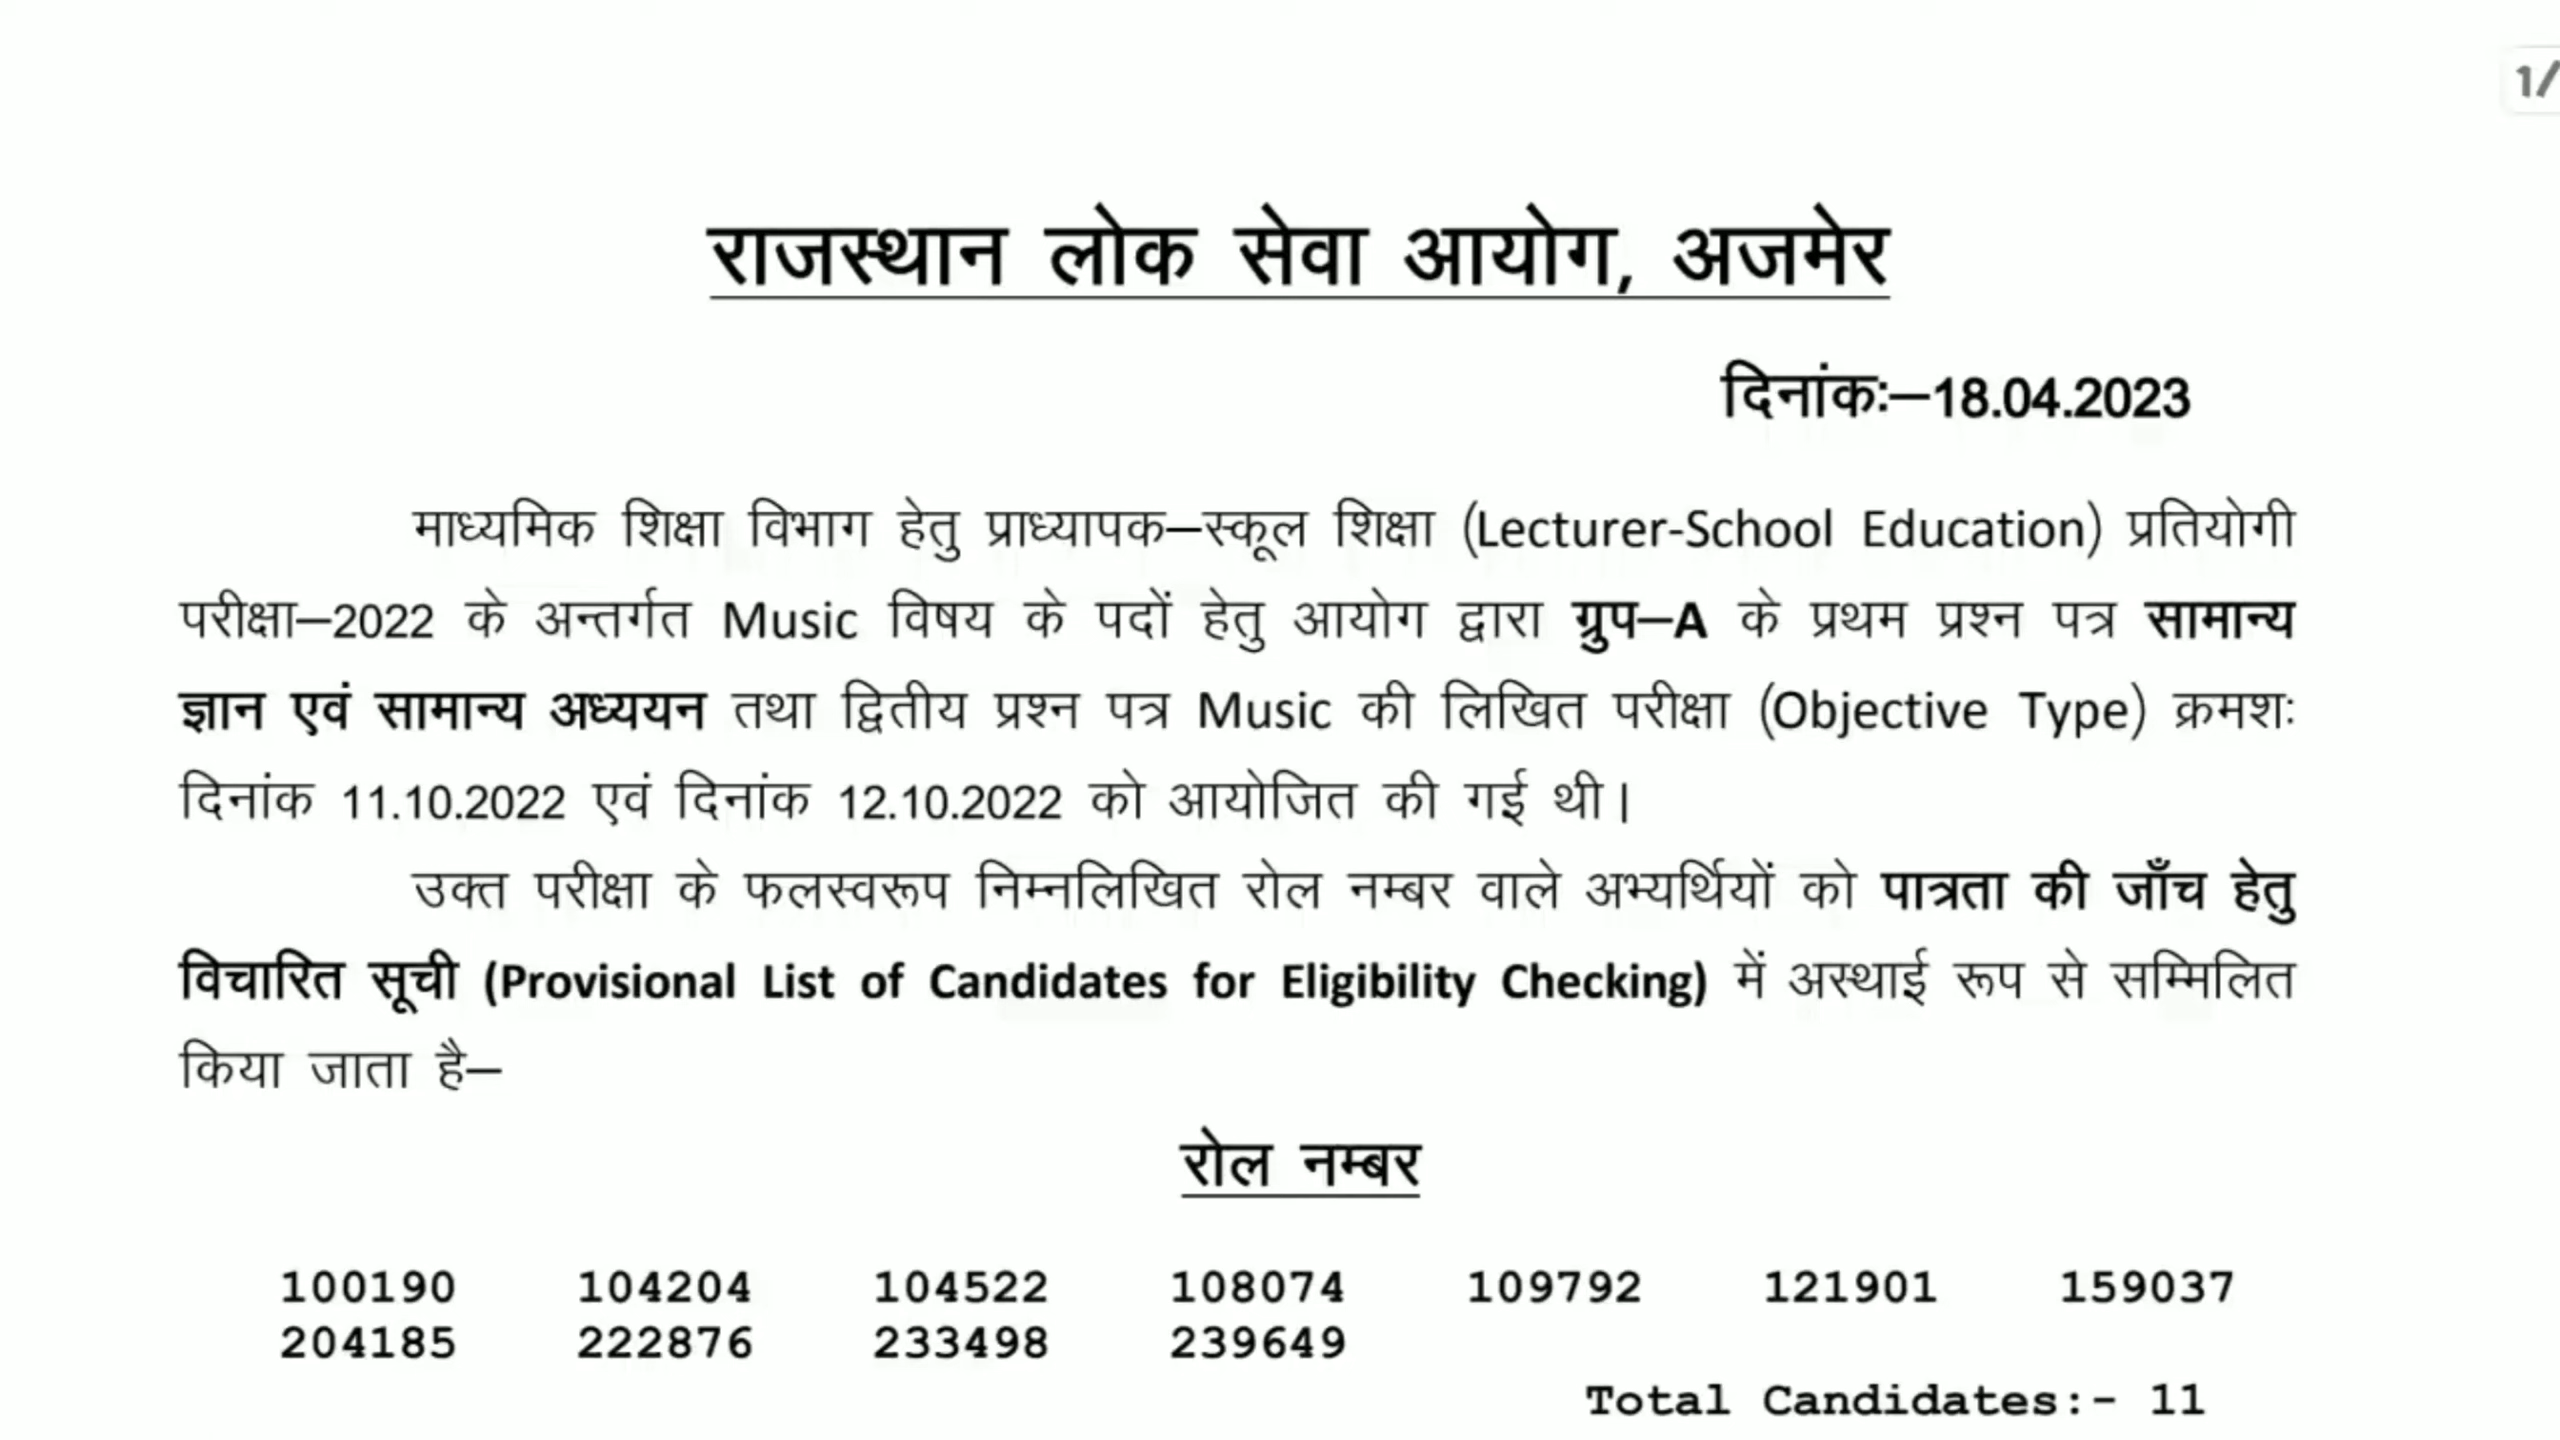 1/
राजस्थान लोक सेवा आयोग, अजमेर
दिनांकः–18.04.2023
माध्यमिक शिक्षा विभाग हेतु प्राध्यापक–स्कूल शिक्षा (Lecturer-School Education) प्रतियोगी
परीक्षा–2022 के अन्तर्गत Music विषय के पदों हेतु आयोग द्वारा ग्रुप–A के प्रथम प्रश्न पत्र सामान्य
ज्ञान एवं सामान्य अध्ययन तथा द्वितीय प्रश्न पत्र Music की लिखित परीक्षा (Objective Type) क्रमशः
दिनांक 11.10.2022 एवं दिनांक 12.10.2022 को आयोजित की गई थी।
उक्त परीक्षा के फलस्वरूप निम्नलिखित रोल नम्बर वाले अभ्यर्थियों को पात्रता की जाँच हेतु
विचारित सूची (Provisional List of Candidates for Eligibility Checking) में अस्थाई रूप से सम्मिलित
किया जाता है–
रोल नम्बर
100190 104204 104522 108074 109792 121901 159037
204185 222876 233498 239649
Total Candidates:- 11